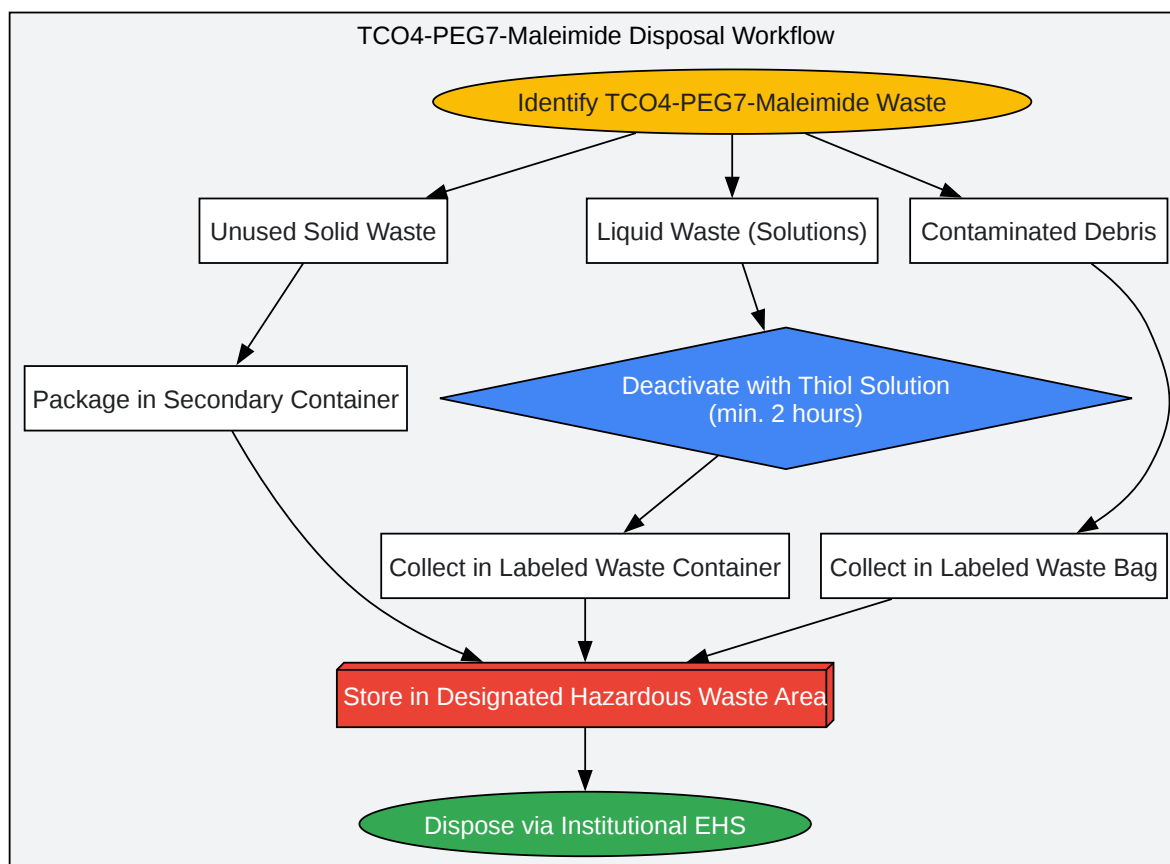 TCO4-PEG7-Maleimide Disposal Workflow
Identify TCO4-PEG7-Maleimide Waste
Unused Solid Waste
Liquid Waste (Solutions)
Contaminated Debris
Package in Secondary Container
Deactivate with Thiol Solution
(min. 2 hours)
Collect in Labeled Waste Container
Collect in Labeled Waste Bag
Store in Designated Hazardous Waste Area
Dispose via Institutional EHS